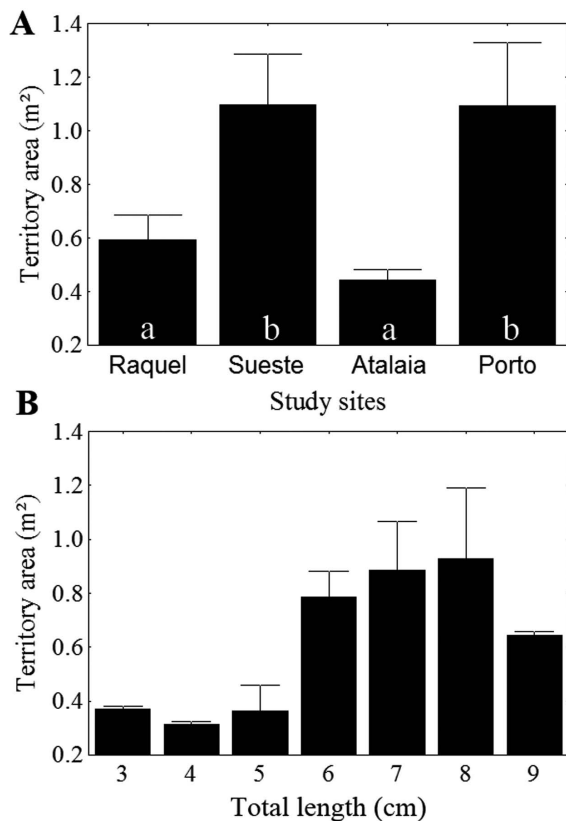 A
1.4
1.2
1.0
0.8
0.6
0.4
0.2
Territory area (m²)
a b a b
Raquel Sueste Atalaia Porto
Study sites
B
1.4
1.2
1.0
0.8
0.6
0.4
0.2
Territory area (m²)
3 4 5 6 7 8 9
Total length (cm)